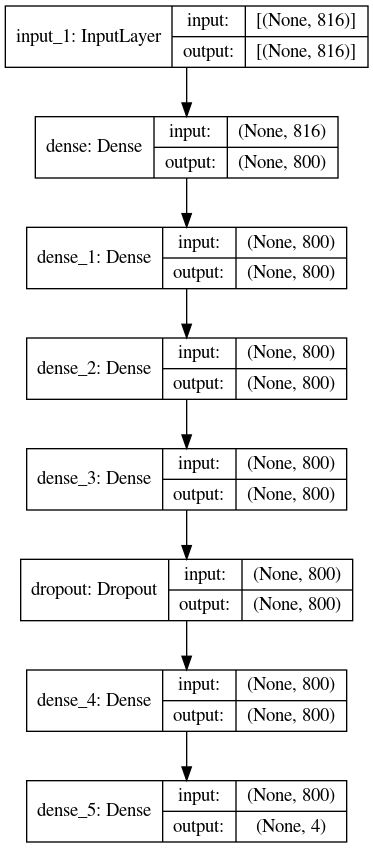 input_1: InputLayer input: [(None, 816)]
output: [(None, 816)]
dense: Dense input: (None, 816)
output: (None, 800)
dense_1: Dense input: (None, 800)
output: (None, 800)
dense_2: Dense input: (None, 800)
output: (None, 800)
dense_3: Dense input: (None, 800)
output: (None, 800)
dropout: Dropout input: (None, 800)
output: (None, 800)
dense_4: Dense input: (None, 800)
output: (None, 800)
dense_5: Dense input: (None, 800)
output: (None, 4)